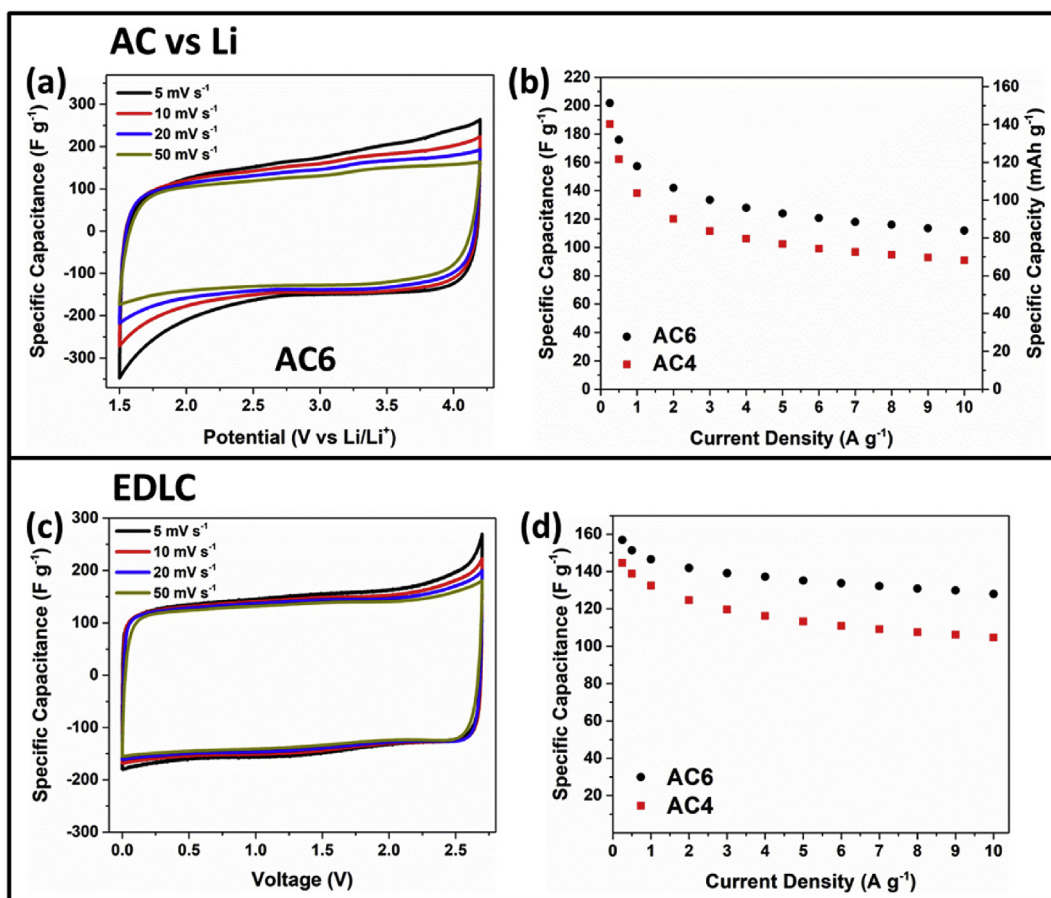 AC vs Li
(a)
5 mV s⁻¹
10 mV s⁻¹
20 mV s⁻¹
50 mV s⁻¹
300
200
100
0
-100
-200
-300
Specific Capacitance (F g⁻¹)
AC6
1.5 2.0 2.5 3.0 3.5 4.0
Potential (V vs Li/Li⁺)
(b)
220
200
180
160
140
120
100
80
60
40
20
0
Specific Capacitance (F g⁻¹)
160
140
120
100
80
60
40
20
0
Specific Capacity (mAh g⁻¹)
AC6
AC4
0 1 2 3 4 5 6 7 8 9 10
Current Density (A g⁻¹)
EDLC
(c)
5 mV s⁻¹
10 mV s⁻¹
20 mV s⁻¹
50 mV s⁻¹
300
200
100
0
-100
-200
-300
Specific Capacitance (F g⁻¹)
0.0 0.5 1.0 1.5 2.0 2.5
Voltage (V)
(d)
160
140
120
100
80
60
40
20
Specific Capacitance (F g⁻¹)
AC6
AC4
0 1 2 3 4 5 6 7 8 9 10
Current Density (A g⁻¹)